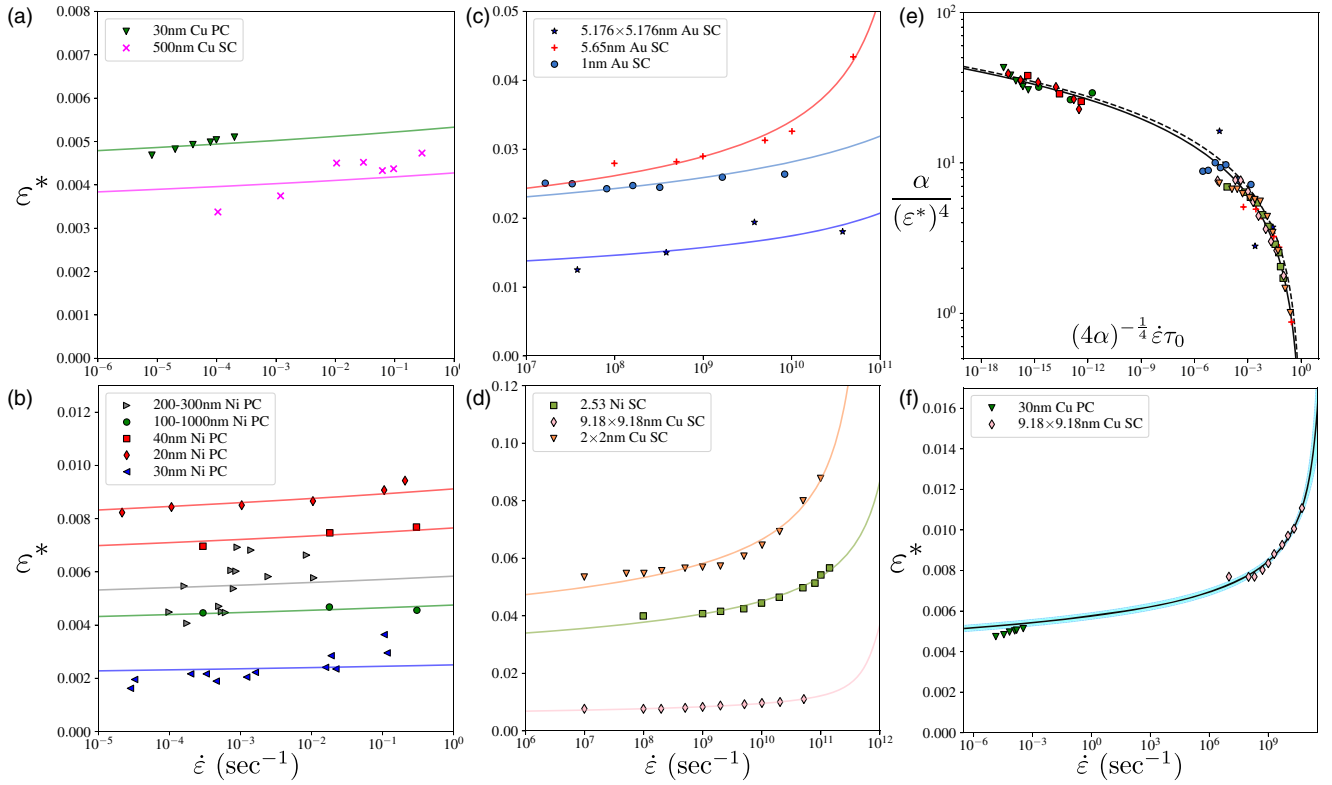 (a)
30nm Cu PC
500nm Cu SC
0.008
0.007
0.006
0.005
0.004
0.003
0.002
0.001
0.000
ε*
10⁻⁶ 10⁻⁵ 10⁻⁴ 10⁻³ 10⁻² 10⁻¹ 10
(c)
5.176×5.176nm Au SC
5.65nm Au SC
1nm Au SC
0.05
0.04
0.03
0.02
0.01
0.00
10⁷ 10⁸ 10⁹ 10¹⁰ 10¹¹
(e)
10²
10¹
10⁰
α/(ε*)⁴
(4α)^{-1/4} ε̇τ₀
10⁻¹⁸ 10⁻¹⁵ 10⁻¹² 10⁻⁹ 10⁻⁶ 10⁻³ 10⁰
(b)
200-300nm Ni PC
100-1000nm Ni PC
40nm Ni PC
20nm Ni PC
30nm Ni PC
0.012
0.010
0.008
0.006
0.004
0.002
0.000
ε*
10⁻⁵ 10⁻⁴ 10⁻³ 10⁻² 10⁻¹ 10⁰
ε̇ (sec⁻¹)
(d)
2.53 Ni SC
9.18×9.18nm Cu SC
2×2nm Cu SC
0.12
0.10
0.08
0.06
0.04
0.02
0.00
10⁶ 10⁷ 10⁸ 10⁹ 10¹⁰ 10¹¹ 10¹²
ε̇ (sec⁻¹)
(f)
30nm Cu PC
9.18×9.18nm Cu SC
0.016
0.014
0.012
0.010
0.008
0.006
0.004
0.002
0.000
ε*
10⁻⁶ 10⁻³ 10⁰ 10³ 10⁶ 10⁹
ε̇ (sec⁻¹)